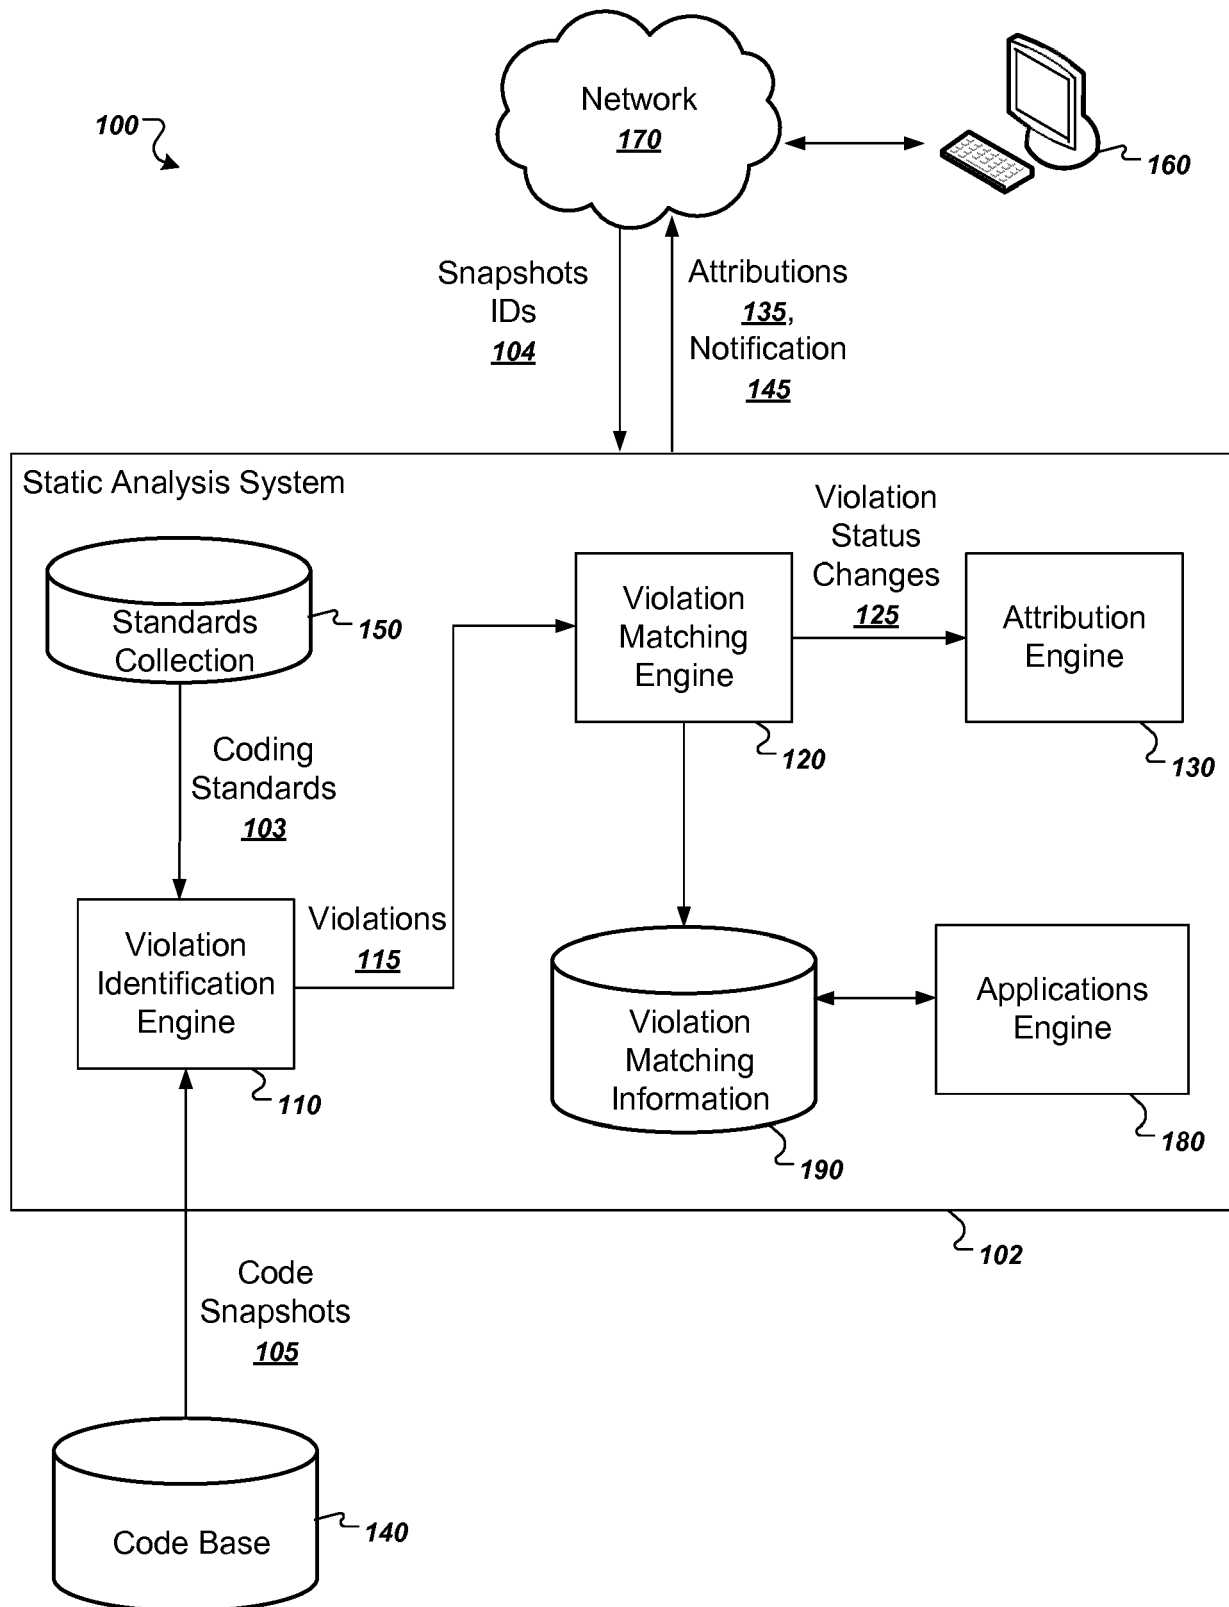 Network
170
100
160
Snapshots
IDs
104
Attributions
135,
Notification
145
Static Analysis System
Standards
Collection
150
Violation
Matching
Engine
120
Violation
Status
Changes
125
Attribution
Engine
130
Coding
Standards
103
Violation
Identification
Engine
110
Violations
115
Violation
Matching
Information
190
Applications
Engine
180
102
Code
Snapshots
105
Code Base
140